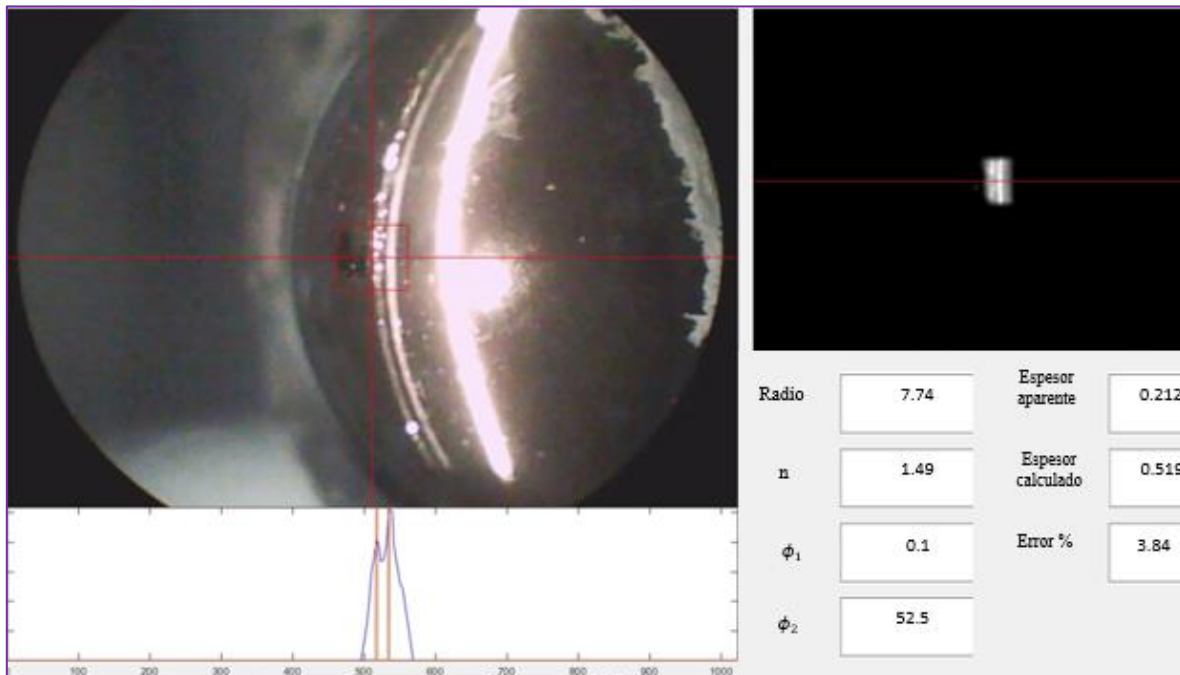 Radio
7.74
Espesor
aparente
0.212
n
1.49
Espesor
calculado
0.519
ϕ₁
0.1
Error %
3.84
ϕ₂
52.5
100 200 300 400 500 600 700 800 900 1000